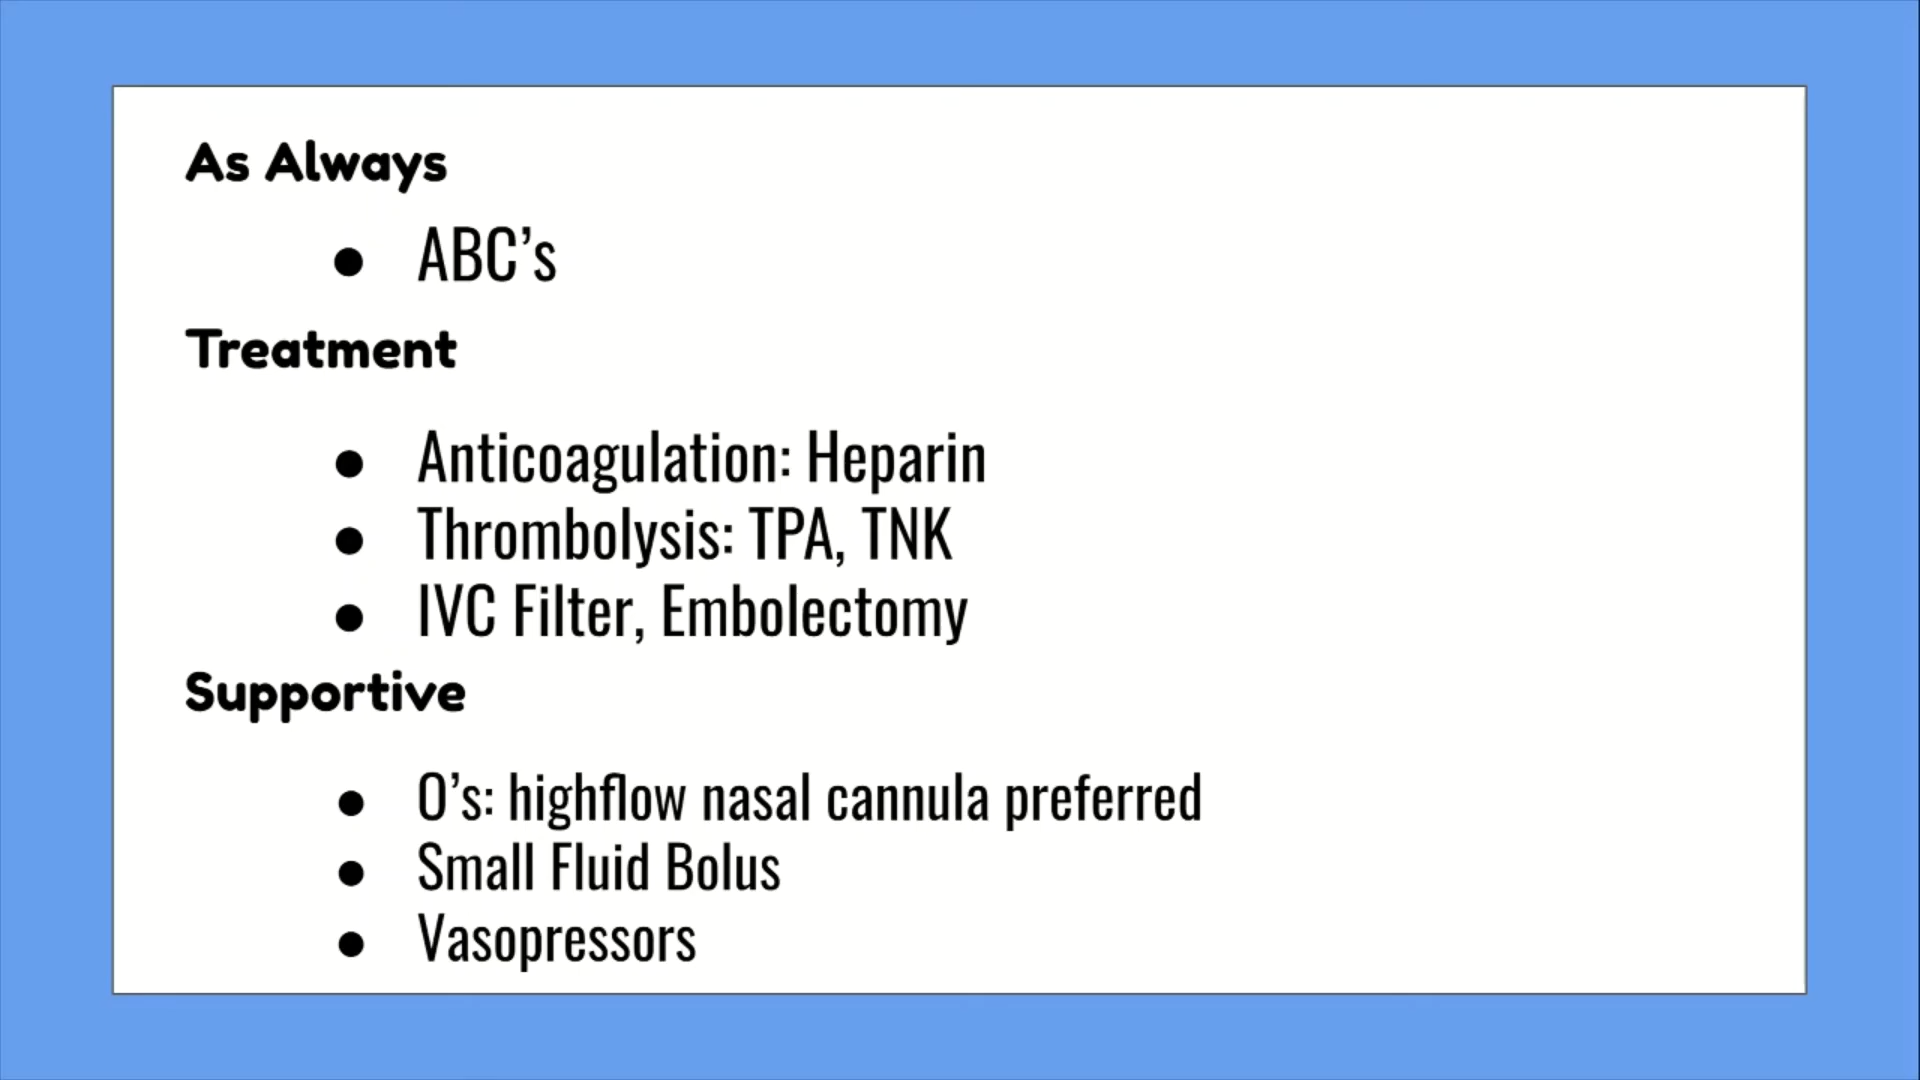 As Always
● ABC’s
Treatment
● Anticoagulation: Heparin
● Thrombolysis: TPA, TNK
● IVC Filter, Embolectomy
Supportive
● O’s: highflow nasal cannula preferred
● Small Fluid Bolus
● Vasopressors